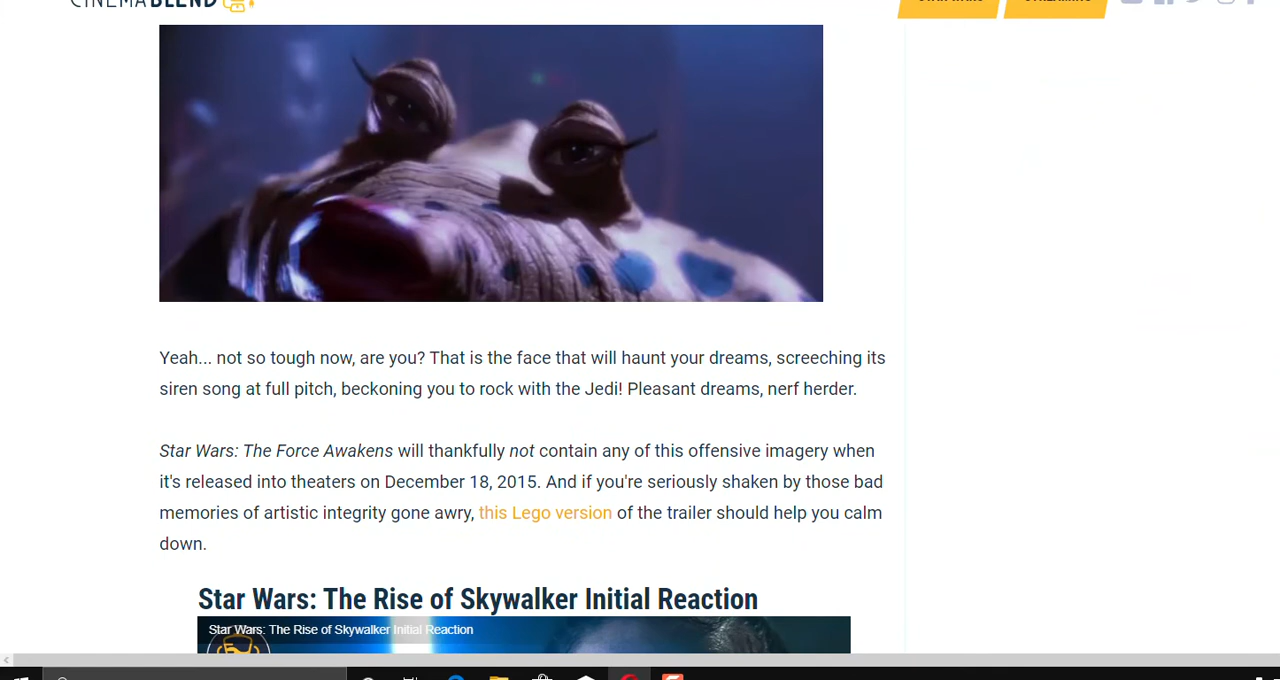 CINEMABLEND
STAR WARS STREAMING
Yeah... not so tough now, are you? That is the face that will haunt your dreams, screeching its
siren song at full pitch, beckoning you to rock with the Jedi! Pleasant dreams, nerf herder.
Star Wars: The Force Awakens will thankfully not contain any of this offensive imagery when
it's released into theaters on December 18, 2015. And if you're seriously shaken by those bad
memories of artistic integrity gone awry, this Lego version of the trailer should help you calm
down.
Star Wars: The Rise of Skywalker Initial Reaction
Star Wars: The Rise of Skywalker Initial Reaction